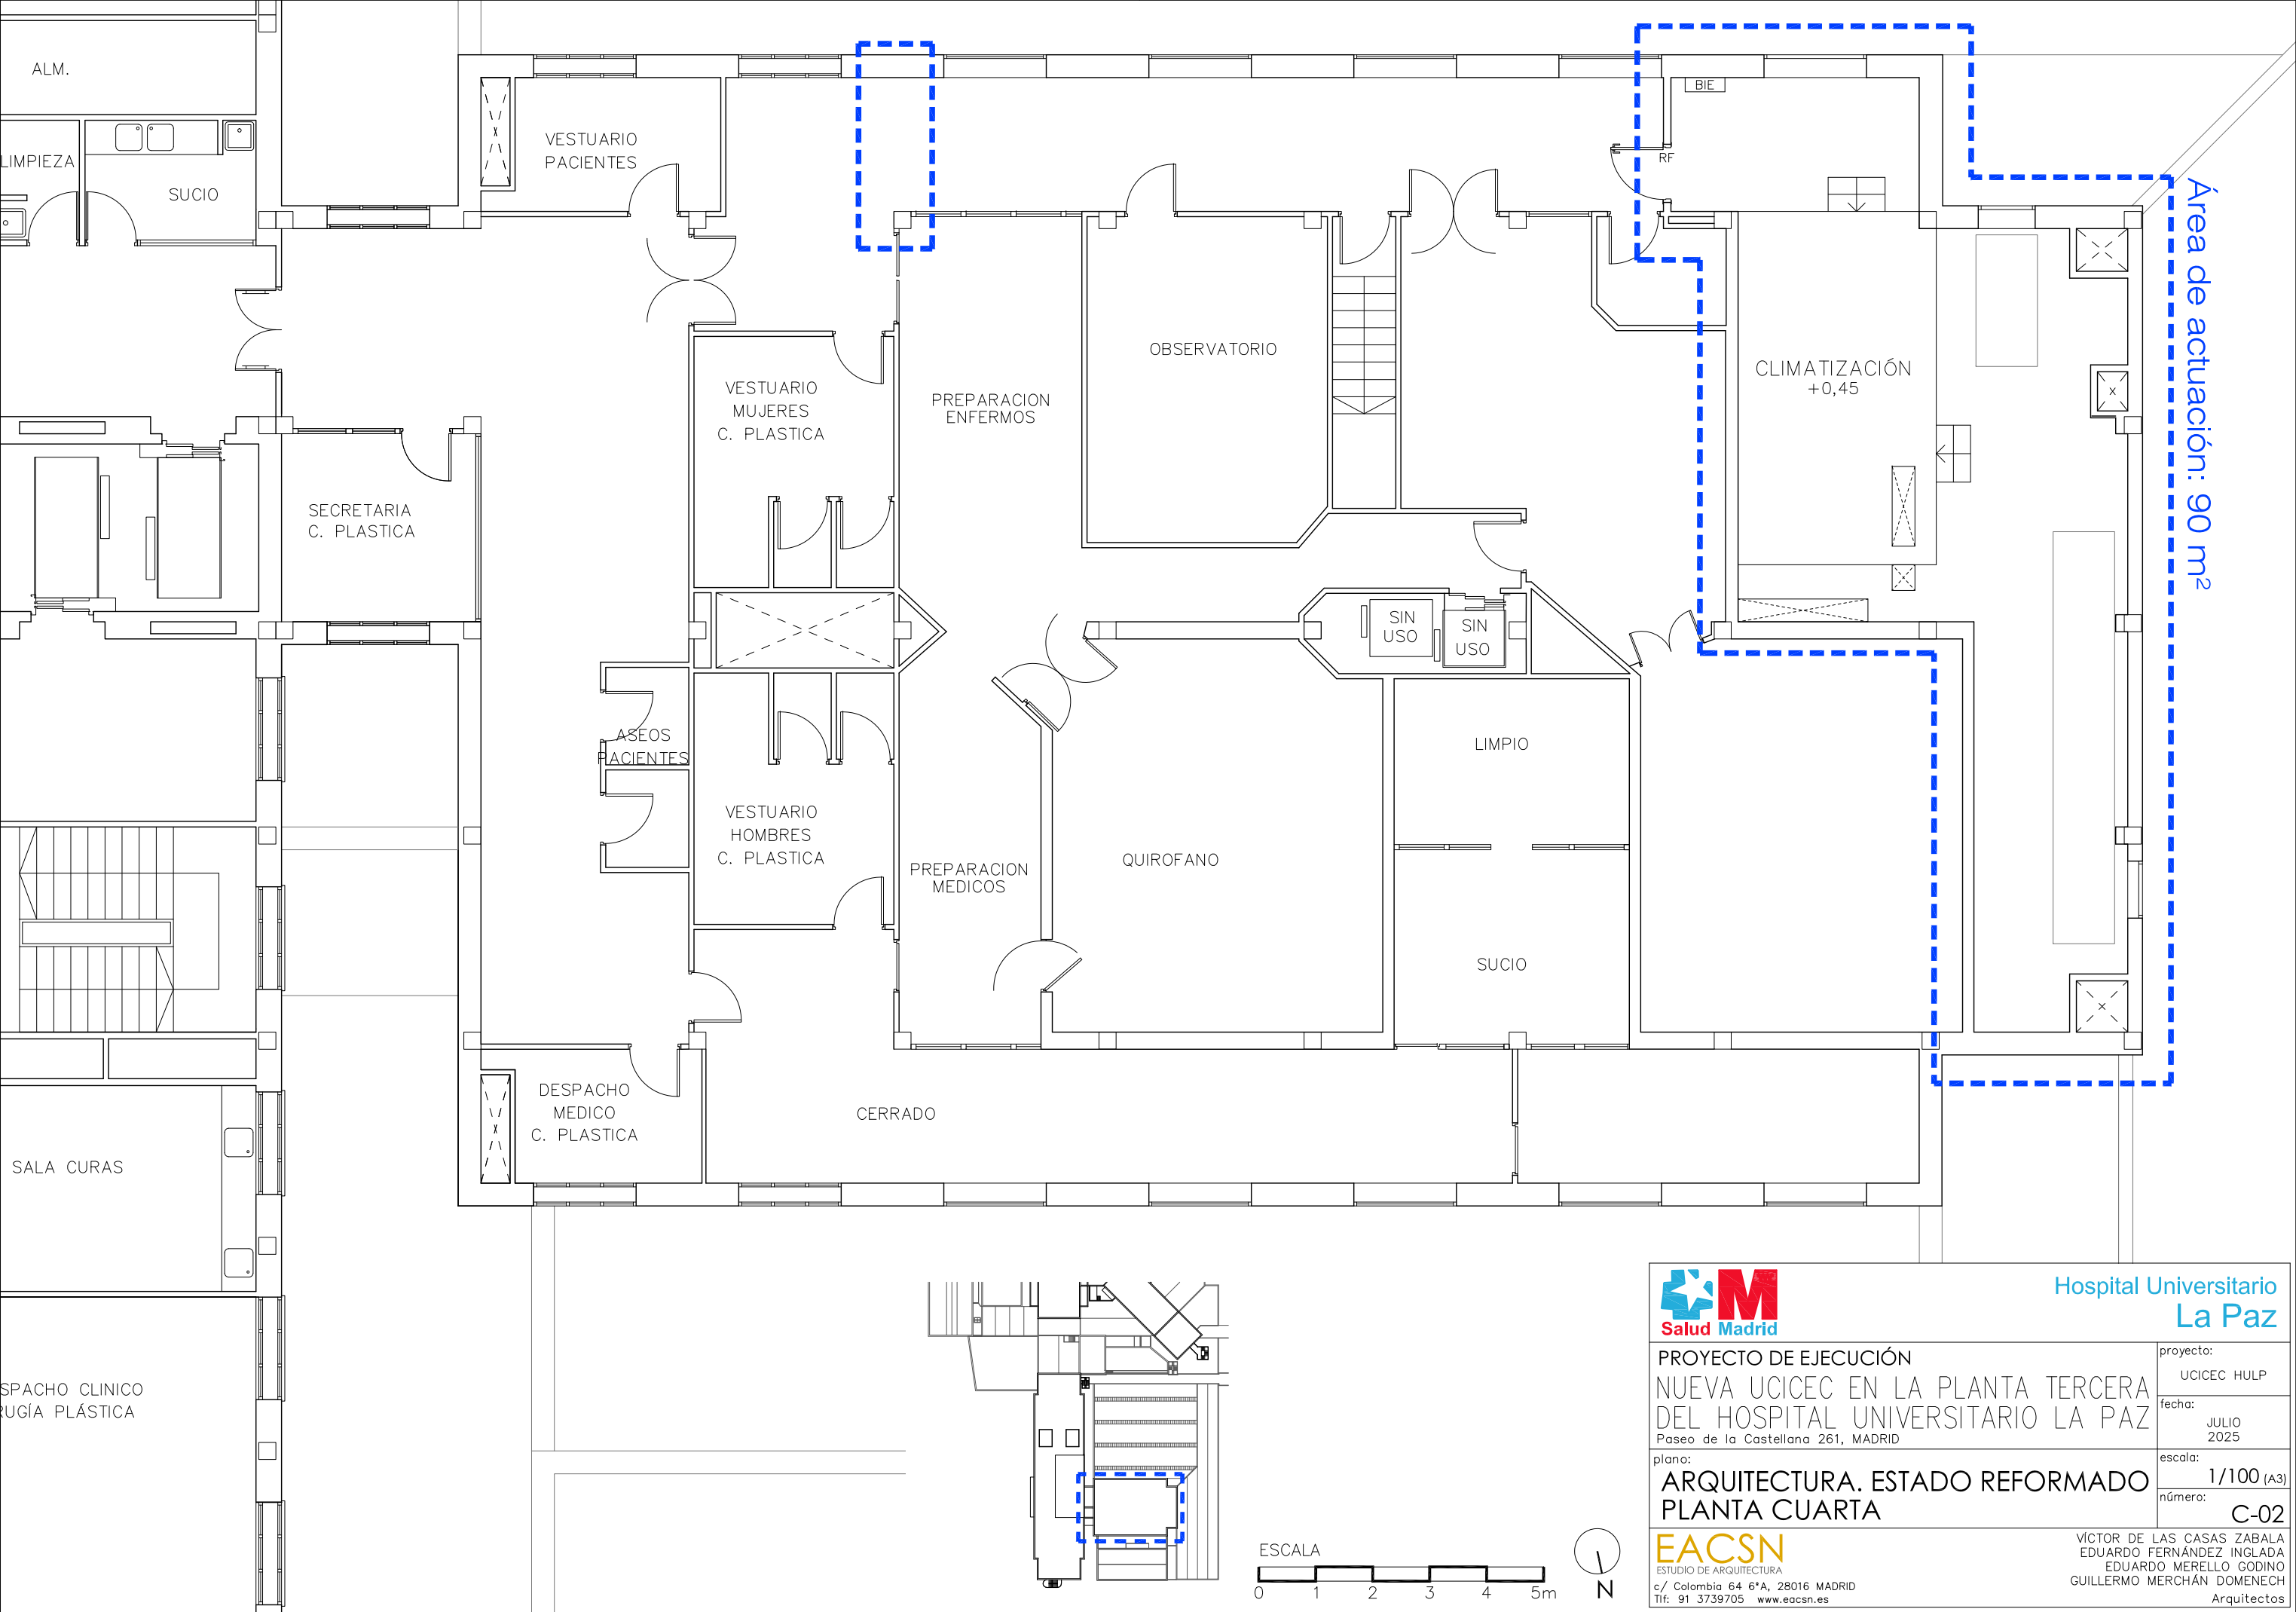 ALM.
LIMPIEZA
SUCIO
VESTUARIO
PACIENTES
BIE
RF
Área de actuación: 90 m²
OBSERVATORIO
CLIMATIZACIÓN
+0,45
VESTUARIO
MUJERES
C. PLASTICA
PREPARACION
ENFERMOS
SECRETARIA
C. PLASTICA
SIN
USO
SIN
USO
ASEOS
PACIENTES
LIMPIO
VESTUARIO
HOMBRES
C. PLASTICA
PREPARACION
MEDICOS
QUIROFANO
SUCIO
DESPACHO
MEDICO
C. PLASTICA
CERRADO
SALA CURAS
SPACHO CLINICO
RUGÍA PLÁSTICA
ESCALA
0 1 2 3 4 5m
N
Salud Madrid
Hospital Universitario
La Paz
PROYECTO DE EJECUCIÓN
NUEVA UCICEC EN LA PLANTA TERCERA
DEL HOSPITAL UNIVERSITARIO LA PAZ
Paseo de la Castellana 261, MADRID
proyecto:
UCICEC HULP
fecha:
JULIO
2025
plano:
ARQUITECTURA. ESTADO REFORMADO
PLANTA CUARTA
escala:
1/100 (A3)
número:
C-02
EACSN
ESTUDIO DE ARQUITECTURA
c/ Colombia 64 6ºA, 28016 MADRID
Tlf: 91 3739705 www.eacsn.es
VÍCTOR DE LAS CASAS ZABALA
EDUARDO FERNÁNDEZ INGLADA
EDUARDO MERELLO GODINO
GUILLERMO MERCHÁN DOMENECH
Arquitectos